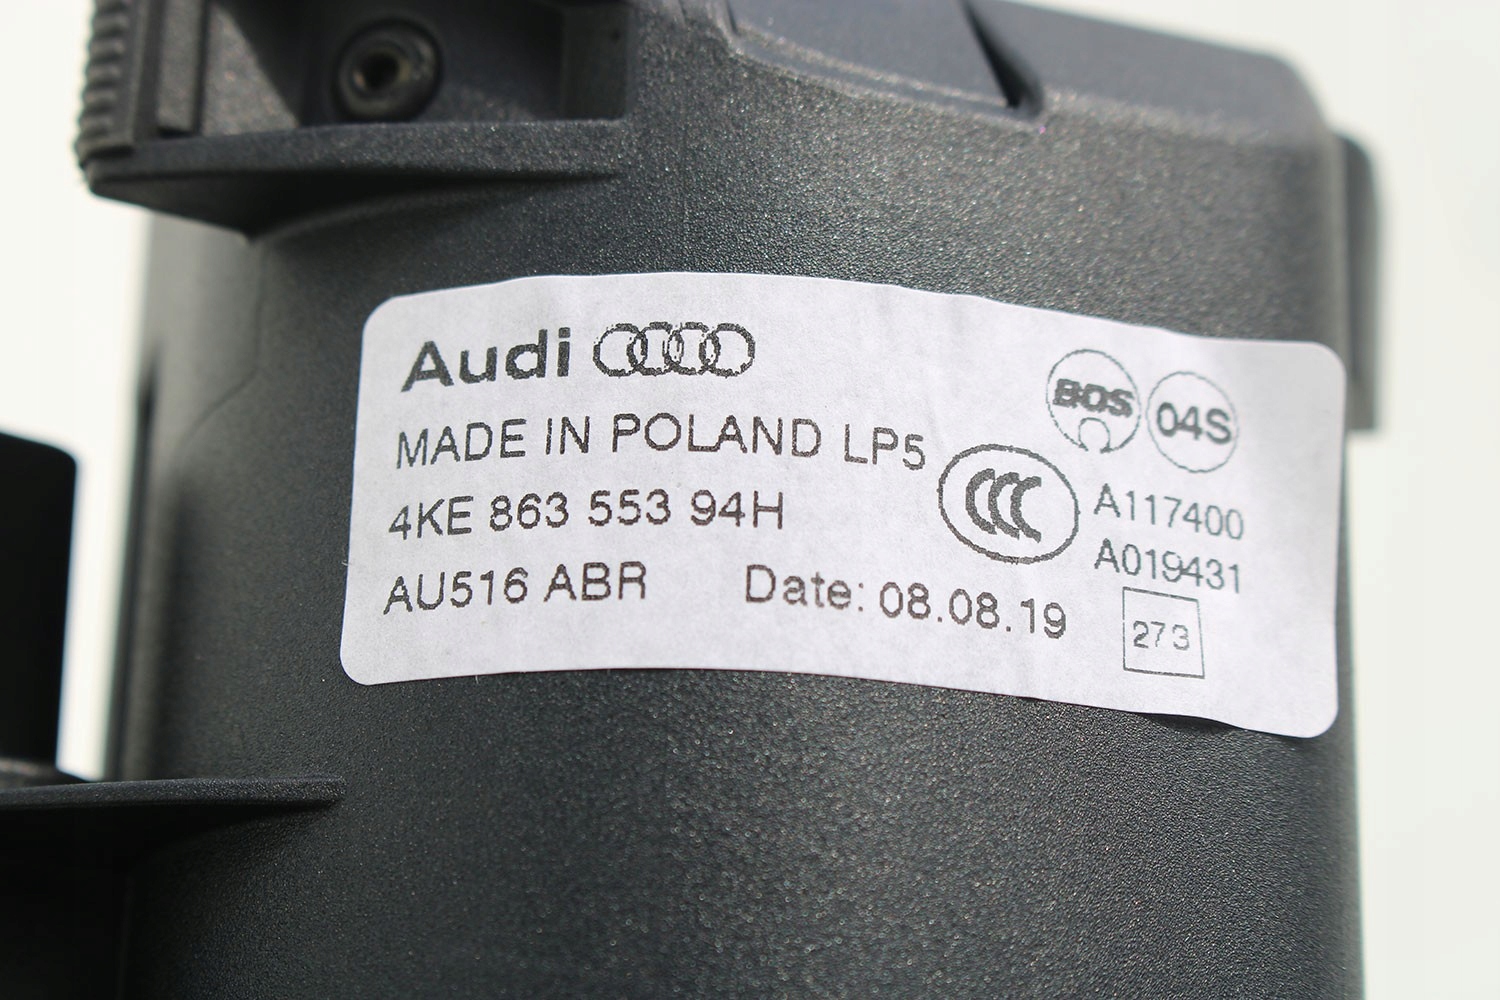 Audi
MADE IN POLAND LP5
4KE 863 553 94H
AU516 ABR
Date: 08.08.19
BOS
04S
CCC
A117400
A019431
273